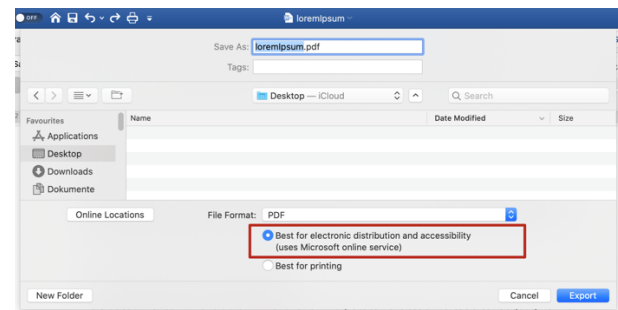 OFF
loremIpsum
Save As: loremIpsum.pdf
Tags:
Desktop — iCloud
Search
Favourites
Name
Date Modified
Size
Applications
Desktop
Downloads
Dokumente
Online Locations
File Format: PDF
Best for electronic distribution and accessibility
(uses Microsoft online service)
Best for printing
New Folder
Cancel
Export